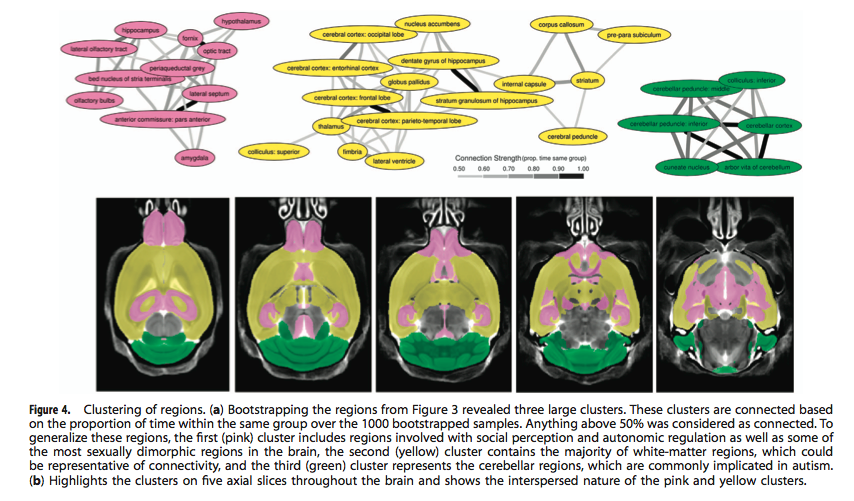 hippocampus
hypothalamus
fornix
lateral olfactory tract
optic tract
periaqueductal grey
bed nucleus of stria terminalis
olfactory bulbs
lateral septum
anterior commissure: pars anterior
amygdala
nucleus accumbens
cerebral cortex: occipital lobe
dentate gyrus of hippocampus
cerebral cortex: entorhinal cortex
globus pallidus
cerebral cortex: frontal lobe
stratum granulosum of hippocampus
thalamus
cerebral cortex: parieto-temporal lobe
colliculus: superior
fimbria
lateral ventricle
corpus callosum
pre-para subiculum
internal capsule
striatum
cerebral peduncle
colliculus: inferior
cerebellar peduncle: middle
cerebellar peduncle: inferior
cerebellar cortex
cuneate nucleus
arbor vita of cerebellum
Connection Strength(prop. time same group)
0.50 0.60 0.70 0.80 0.90 1.00
Figure 4. Clustering of regions. (a) Bootstrapping the regions from Figure 3 revealed three large clusters. These clusters are connected based
on the proportion of time within the same group over the 1000 bootstrapped samples. Anything above 50% was considered as connected. To
generalize these regions, the first (pink) cluster includes regions involved with social perception and autonomic regulation as well as some of
the most sexually dimorphic regions in the brain, the second (yellow) cluster contains the majority of white-matter regions, which could
be representative of connectivity, and the third (green) cluster represents the cerebellar regions, which are commonly implicated in autism.
(b) Highlights the clusters on five axial slices throughout the brain and shows the interspersed nature of the pink and yellow clusters.